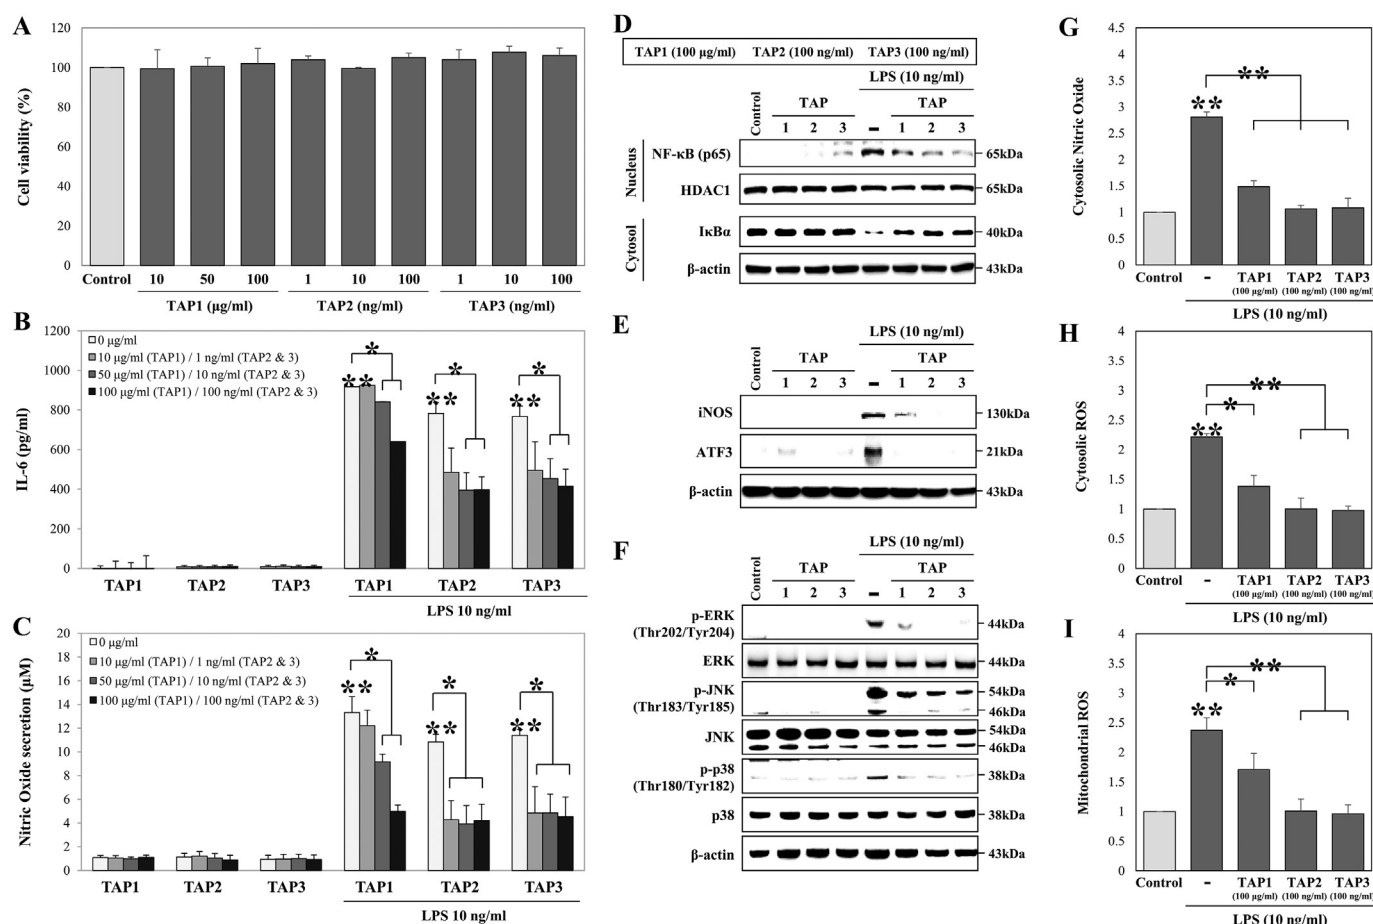 A
120
100
80
60
40
20
0
Cell viability (%)
Control 10 50 100 1 10 100 1 10 100
TAP1 (μg/ml) TAP2 (ng/ml) TAP3 (ng/ml)
B
1200
1000
800
600
400
200
0
IL-6 (pg/ml)
0 μg/ml
10 μg/ml (TAP1) / 1 ng/ml (TAP2 & 3)
50 μg/ml (TAP1) / 10 ng/ml (TAP2 & 3)
100 μg/ml (TAP1) / 100 ng/ml (TAP2 & 3)
* * *
** ** **
TAP1 TAP2 TAP3 TAP1 TAP2 TAP3
LPS 10 ng/ml
C
20
18
16
14
12
10
8
6
4
2
0
Nitric Oxide secretion (μM)
0 μg/ml
10 μg/ml (TAP1) / 1 ng/ml (TAP2 & 3)
50 μg/ml (TAP1) / 10 ng/ml (TAP2 & 3)
100 μg/ml (TAP1) / 100 ng/ml (TAP2 & 3)
* * *
** ** **
TAP1 TAP2 TAP3 TAP1 TAP2 TAP3
LPS 10 ng/ml
D
TAP1 (100 μg/ml) TAP2 (100 ng/ml) TAP3 (100 ng/ml)
LPS (10 ng/ml)
Control TAP TAP
1 2 3 – 1 2 3
Nucleus
NF-κB (p65) 65kDa
HDAC1 65kDa
Cytosol
IκBα 40kDa
β-actin 43kDa
E
LPS (10 ng/ml)
Control TAP TAP
1 2 3 – 1 2 3
iNOS 130kDa
ATF3 21kDa
β-actin 43kDa
F
LPS (10 ng/ml)
Control TAP TAP
1 2 3 – 1 2 3
p-ERK
(Thr202/Tyr204) 44kDa
ERK 44kDa
p-JNK 54kDa
(Thr183/Tyr185) 46kDa
JNK 54kDa
46kDa
p-p38
(Thr180/Tyr182) 38kDa
p38 38kDa
β-actin 43kDa
G
4.5
4
3.5
3
2.5
2
1.5
1
0.5
0
Cytosolic Nitric Oxide
**
**
Control - TAP1 TAP2 TAP3
(100 μg/ml) (100 ng/ml) (100 ng/ml)
LPS (10 ng/ml)
H
4
3.5
3
2.5
2
1.5
1
0.5
0
Cytosolic ROS
**
*
**
Control - TAP1 TAP2 TAP3
(100 μg/ml) (100 ng/ml) (100 ng/ml)
LPS (10 ng/ml)
I
4
3.5
3
2.5
2
1.5
1
0.5
0
Mitochondrial ROS
**
*
**
Control - TAP1 TAP2 TAP3
(100 μg/ml) (100 ng/ml) (100 ng/ml)
LPS (10 ng/ml)